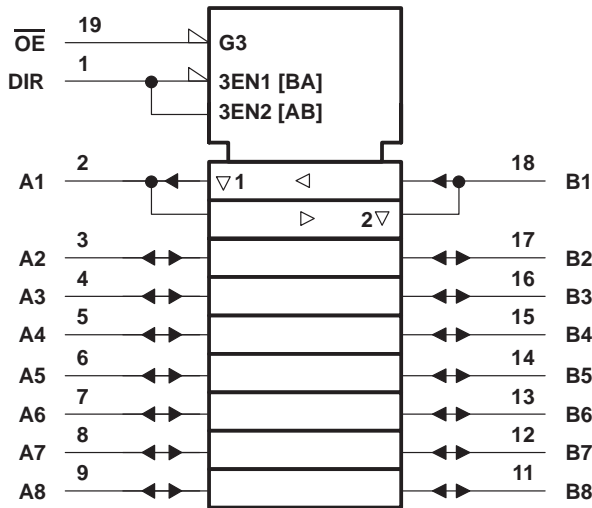 OE 19 G3
DIR 1 3EN1 [BA]
3EN2 [AB]
A1 2 1 18 B1
2
A2 3 17 B2
A3 4 16 B3
A4 5 15 B4
A5 6 14 B5
A6 7 13 B6
A7 8 12 B7
A8 9 11 B8